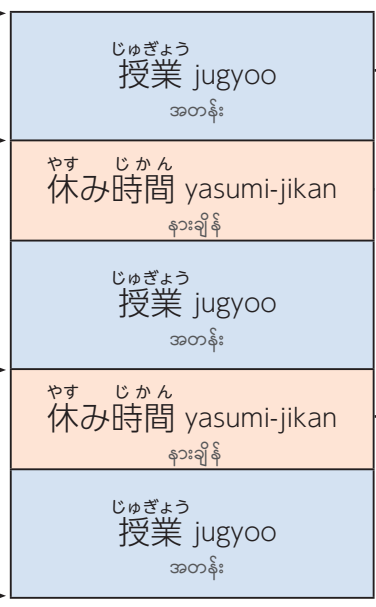 じゅぎょう
授業 jugyoo
အတန်း
やす じかん
休み時間 yasumi-jikan
နားချိန်
じゅぎょう
授業 jugyoo
အတန်း
やす じかん
休み時間 yasumi-jikan
နားချိန်
じゅぎょう
授業 jugyoo
အတန်း